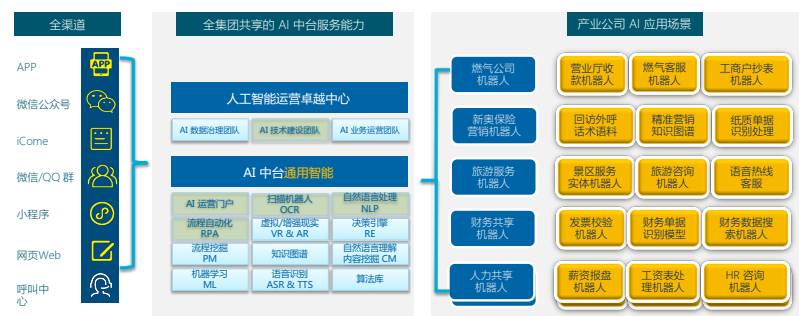 全渠道
APP
APP
微信公众号
iCome
微信/QQ 群
小程序
网页Web
呼叫中
心
全集团共享的 AI 中台服务能力
人工智能运营卓越中心
AI 数据治理团队
AI 技术建设团队
AI 业务运营团队
AI 中台通用智能
AI 运营门户
扫描机器人
OCR
自然语言处理
NLP
流程自动化
RPA
虚拟/增强现实
VR & AR
决策引擎
RE
流程挖掘
PM
知识图谱
自然语言理解
内容挖掘 CM
机器学习
ML
语音识别
ASR & TTS
算法库
产业公司 AI 应用场景
燃气公司
机器人
营业厅收
款机器人
燃气客服
机器人
工商户抄表
机器人
新奥保险
营销机器人
回访外呼
话术语料
精准营销
知识图谱
纸质单据
识别处理
旅游服务
机器人
景区服务
实体机器人
旅游咨询
机器人
语音热线
客服
财务共享
机器人
发票校验
机器人
财务单据
识别模型
财务数据搜
索机器人
人力共享
机器人
薪资报盘
机器人
工资表处
理机器人
HR 咨询
机器人